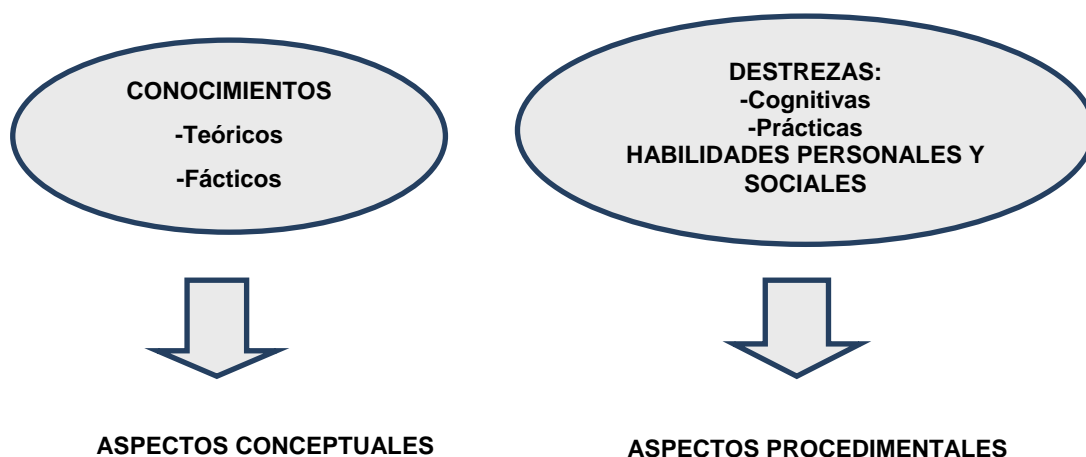 CONOCIMIENTOS
-Teóricos
-Fácticos
DESTREZAS:
-Cognitivas
-Prácticas
HABILIDADES PERSONALES Y
SOCIALES
ASPECTOS CONCEPTUALES
ASPECTOS PROCEDIMENTALES